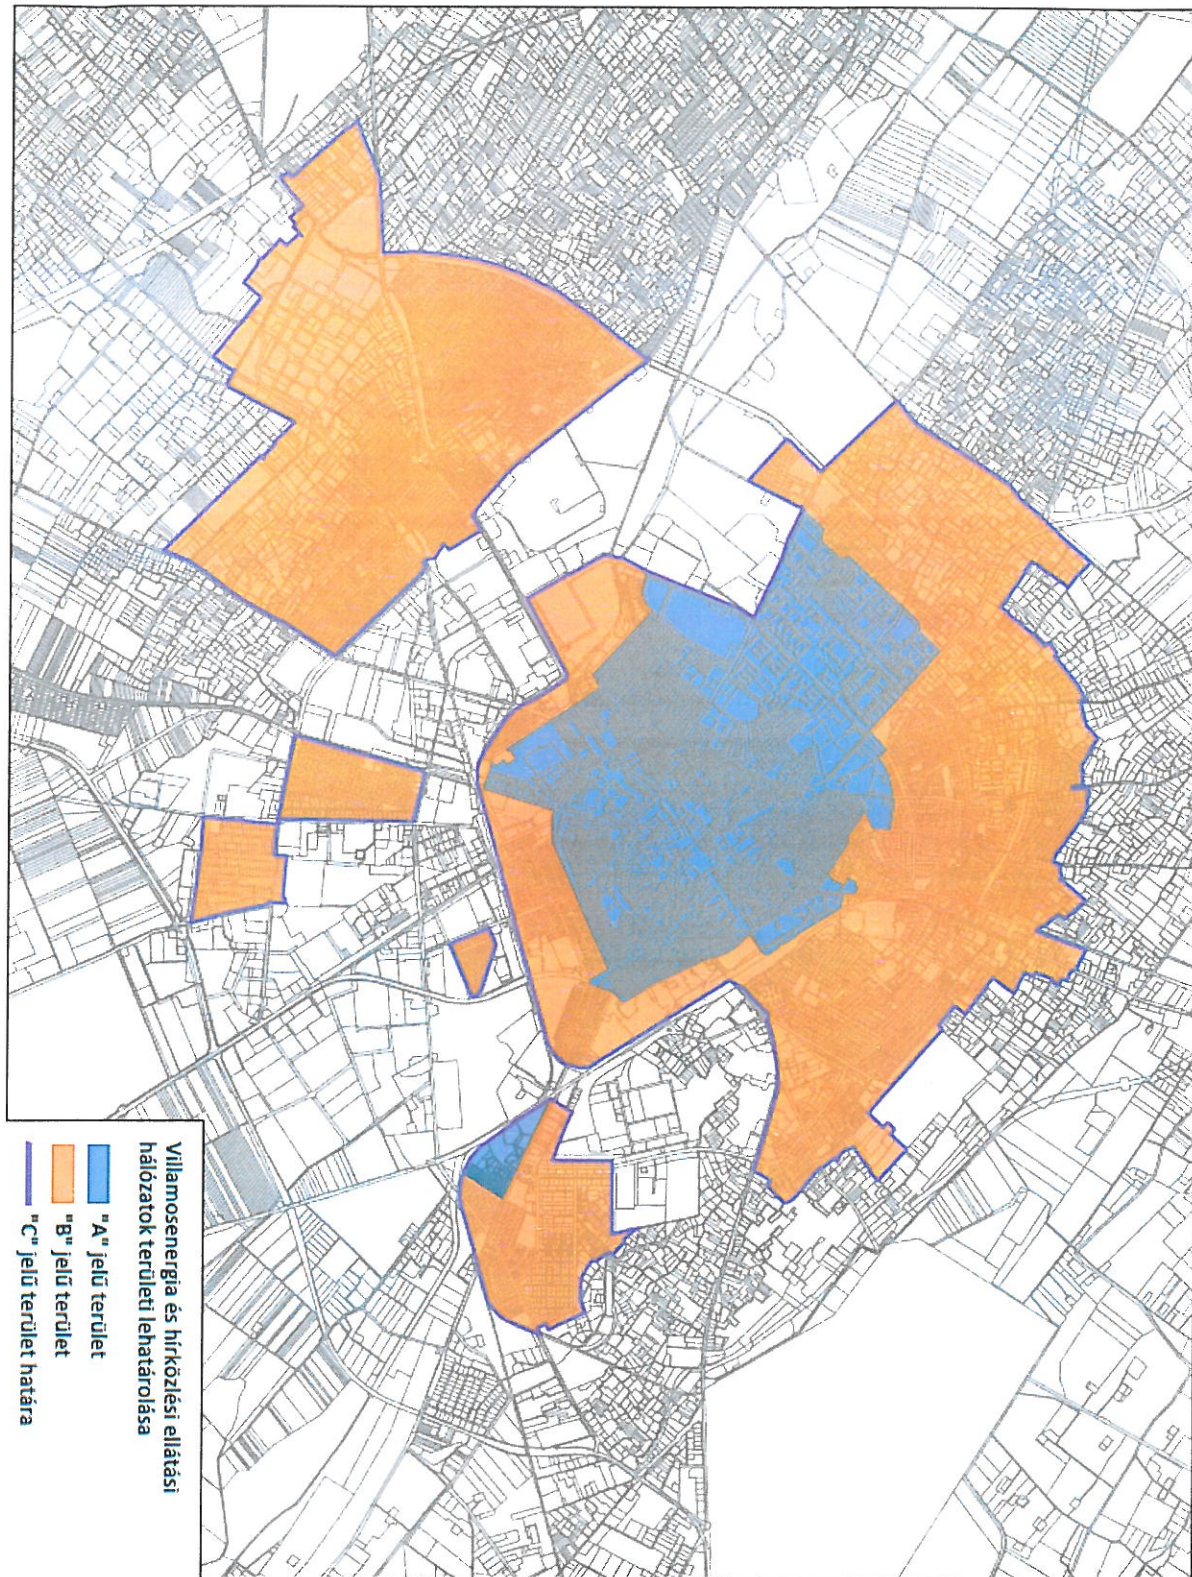 Villamosenergia és hírközlési ellátási
hálózatok területi lehatárolása
"A" jelű terület
"B" jelű terület
"C" jelű terület határa